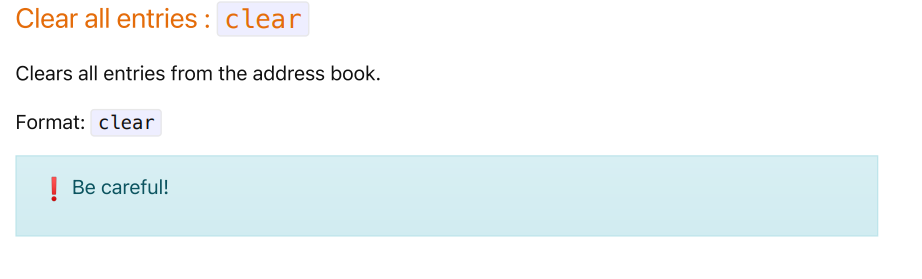 Clear all entries : clear
Clears all entries from the address book.
Format: clear
❗ Be careful!